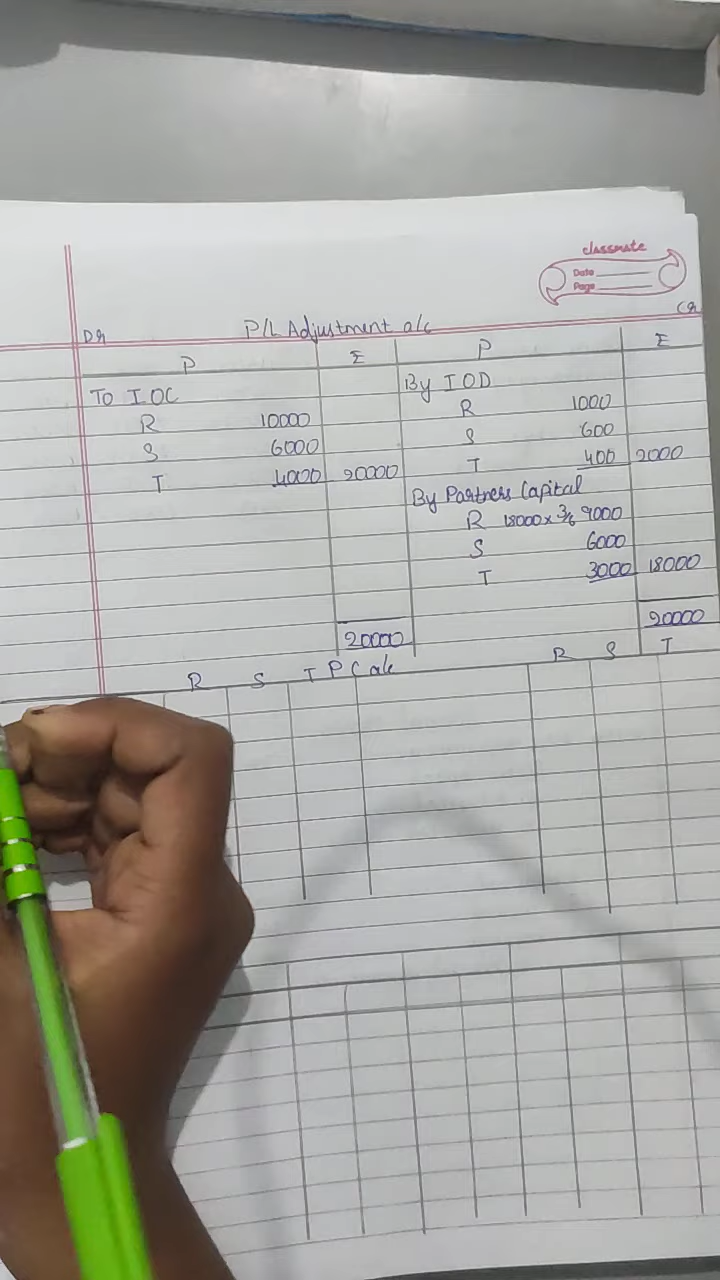 classmate
Date
Page
Dr P/L Adjustment a/c Cr
P Σ P Σ
To IOC By IOD
R 10000 R 1000
S 6000 S 600
T 4000 20000 T 400 2000
By Partners Capital
R 18000 x 3/6 9000
S 6000
T 3000 18000
20000 20000
R S T P C a/c R S T